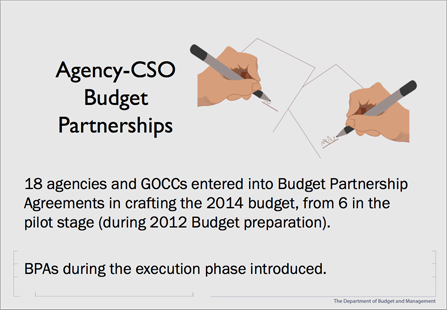 Agency-CSO
Budget
Partnerships
18 agencies and GOCCs entered into Budget Partnership
Agreements in crafting the 2014 budget, from 6 in the
pilot stage (during 2012 Budget preparation).
BPAs during the execution phase introduced.
The Department of Budget and Management